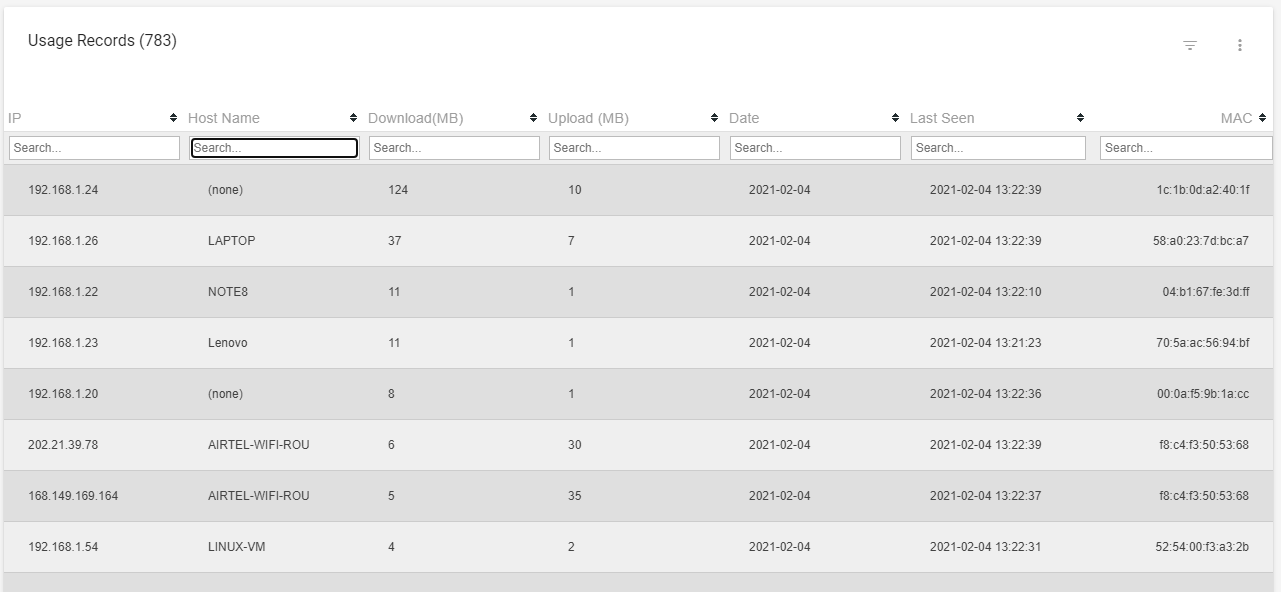 Usage Records (783)
IP Host Name Download(MB) Upload (MB) Date Last Seen MAC
Search... Search... Search... Search... Search... Search... Search...
192.168.1.24 (none) 124 10 2021-02-04 2021-02-04 13:22:39 1c:1b:0d:a2:40:1f
192.168.1.26 LAPTOP 37 7 2021-02-04 2021-02-04 13:22:39 58:a0:23:7d:bc:a7
192.168.1.22 NOTE8 11 1 2021-02-04 2021-02-04 13:22:10 04:b1:67:fe:3d:ff
192.168.1.23 Lenovo 11 1 2021-02-04 2021-02-04 13:21:23 70:5a:ac:56:94:bf
192.168.1.20 (none) 8 1 2021-02-04 2021-02-04 13:22:36 00:0a:f5:9b:1a:cc
202.21.39.78 AIRTEL-WIFI-ROU 6 30 2021-02-04 2021-02-04 13:22:39 f8:c4:f3:50:53:68
168.149.169.164 AIRTEL-WIFI-ROU 5 35 2021-02-04 2021-02-04 13:22:37 f8:c4:f3:50:53:68
192.168.1.54 LINUX-VM 4 2 2021-02-04 2021-02-04 13:22:31 52:54:00:f3:a3:2b